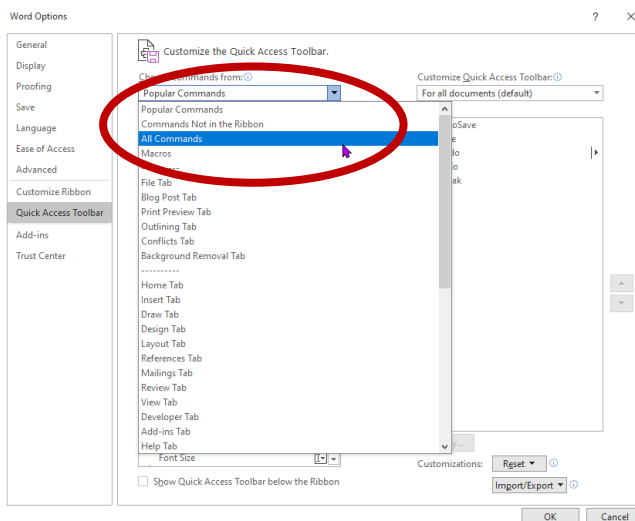 Word Options
?
General
Display
Proofing
Save
Language
Ease of Access
Advanced
Customize Ribbon
Quick Access Toolbar
Add-ins
Trust Center
Customize the Quick Access Toolbar.
Choose commands from:
Popular Commands
Popular Commands
Commands Not in the Ribbon
All Commands
Macros
----------
File Tab
Blog Post Tab
Print Preview Tab
Outlining Tab
Conflicts Tab
Background Removal Tab
----------
Home Tab
Insert Tab
Draw Tab
Design Tab
Layout Tab
References Tab
Mailings Tab
Review Tab
View Tab
Developer Tab
Add-ins Tab
Help Tab
Font Size
Show Quick Access Toolbar below the Ribbon
Customize Quick Access Toolbar:
For all documents (default)
oSave
Customizations:
Reset
Import/Export
OK
Cancel